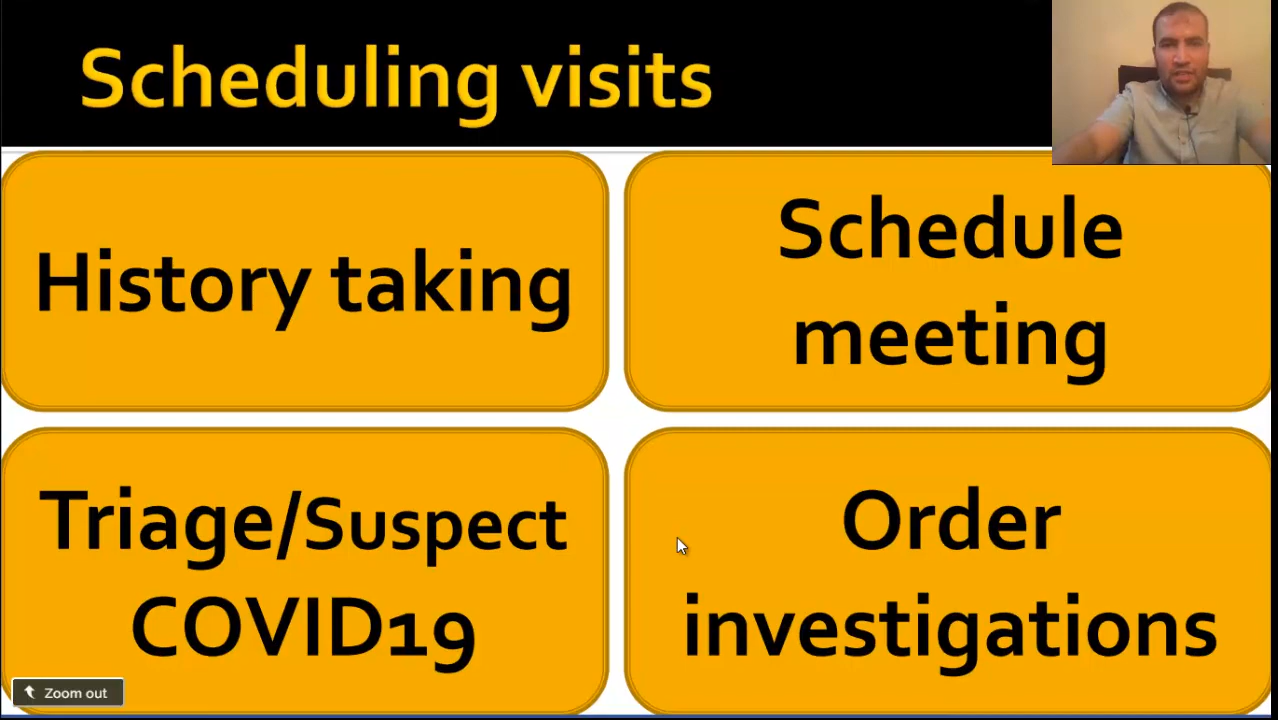 Scheduling visits
History taking
Schedule
meeting
Triage/Suspect
COVID19
Order
investigations
Zoom out